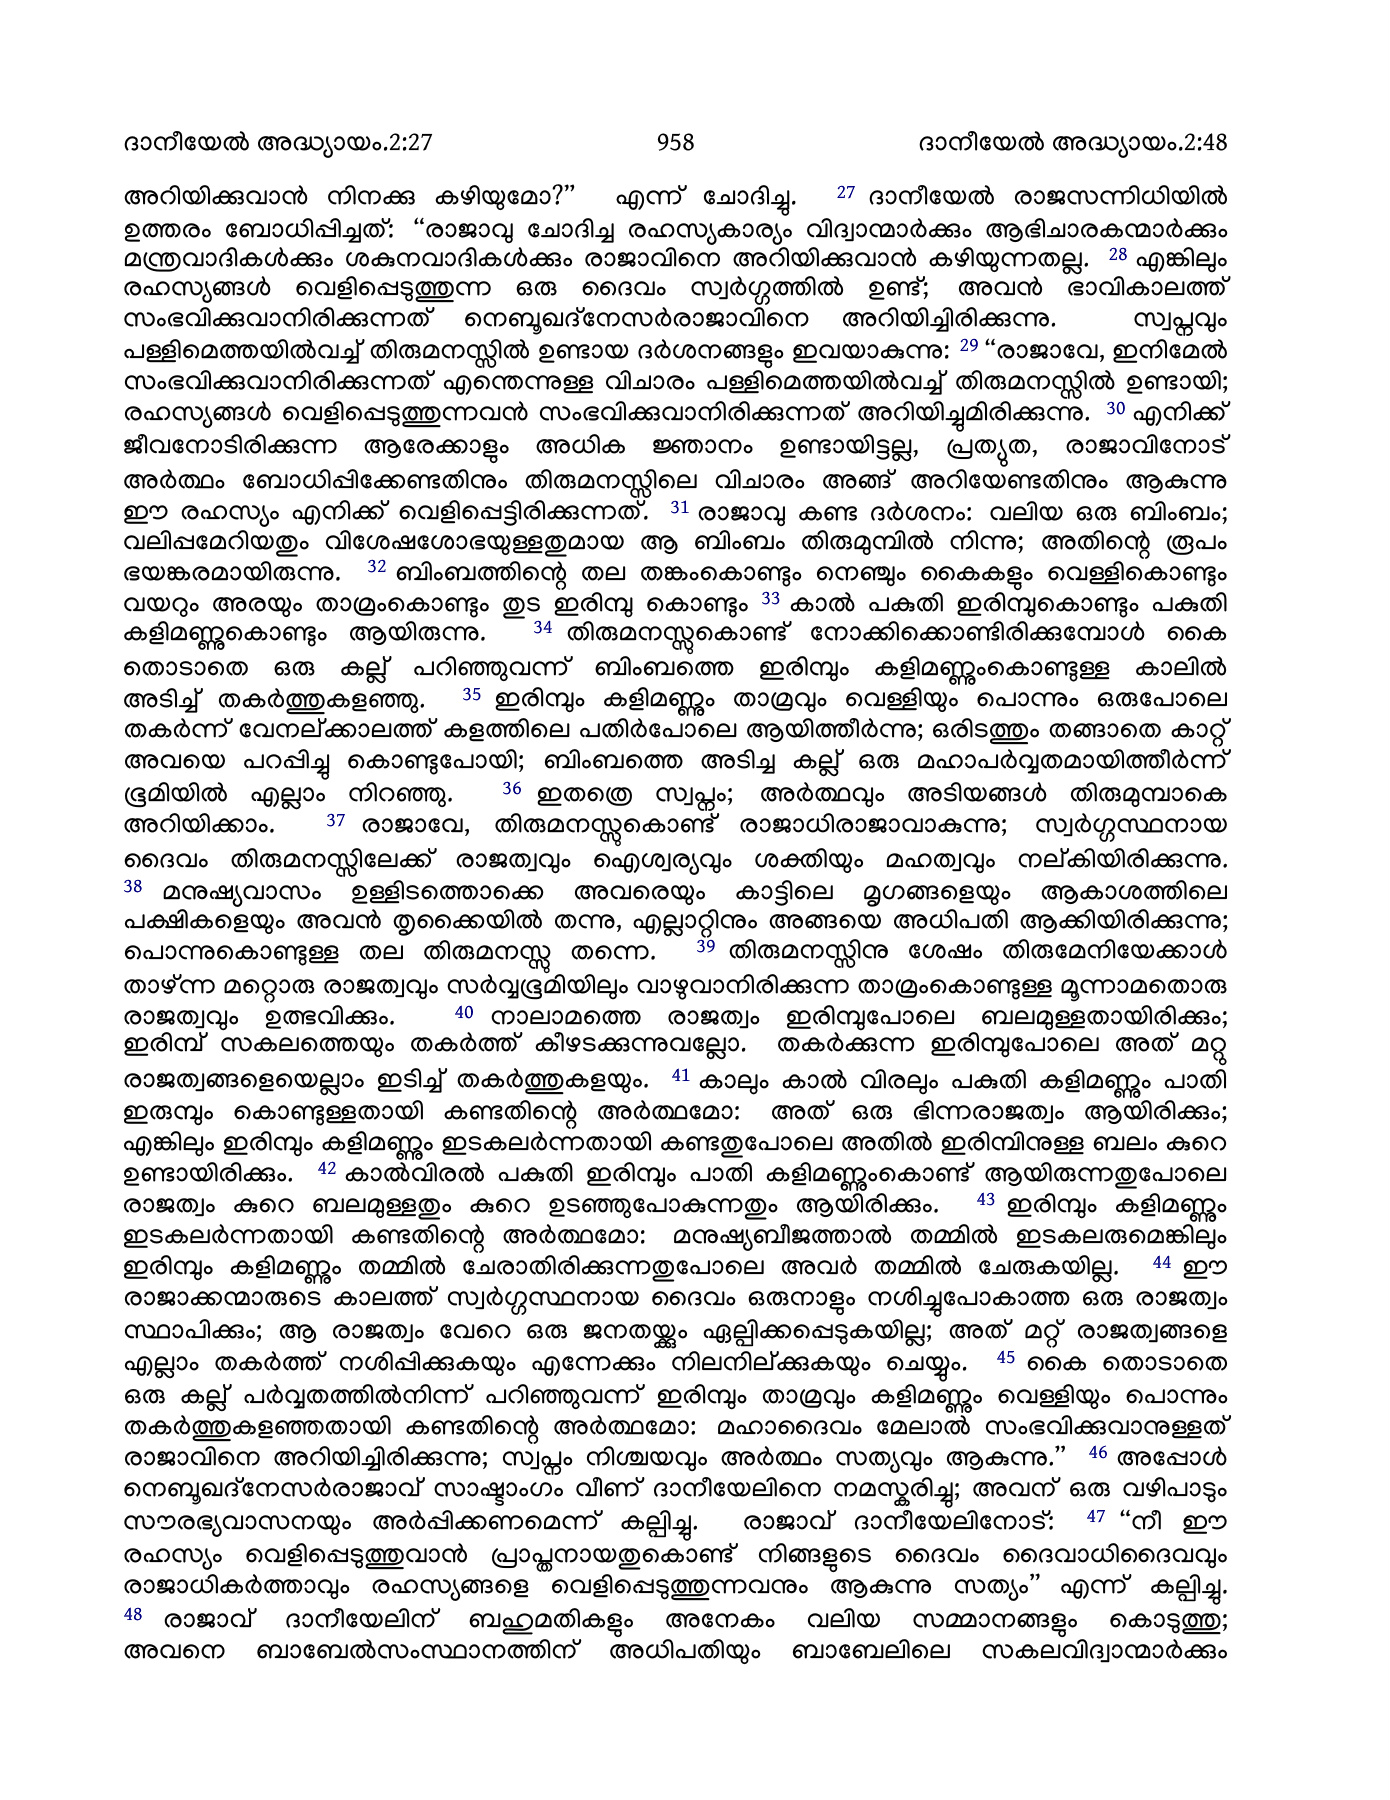 ദാനീയേൽ അദ്ധ്യായം.2:27 958 ദാനീയേൽ അദ്ധ്യായം.2:48
അറിയിക്കുവാൻ നിനക്കു കഴിയുമോ?” എന്ന് ചോദിച്ചു. 27 ദാനീയേൽ രാജസന്നിധിയിൽ
ഉത്തരം ബോധിപ്പിച്ചത്: “രാജാവു ചോദിച്ച രഹസ്യകാര്യം വിദ്വാന്മാർക്കും ആഭിചാരകന്മാർക്കും
മന്ത്രവാദികൾക്കും ശകുനവാദികൾക്കും രാജാവിനെ അറിയിക്കുവാൻ കഴിയുന്നതല്ല. 28 എങ്കിലും
രഹസ്യങ്ങൾ വെളിപ്പെടുത്തുന്ന ഒരു ദൈവം സ്വർഗ്ഗത്തിൽ ഉണ്ട്; അവൻ ഭാവികാലത്ത്
സംഭവിക്കുവാനിരിക്കുന്നത് നെബൂഖദ്നേസർരാജാവിനെ അറിയിച്ചിരിക്കുന്നു. സ്വപ്നവും
പള്ളിമെത്തയിൽവച്ച് തിരുമനസ്സിൽ ഉണ്ടായ ദർശനങ്ങളും ഇവയാകുന്നു: 29 “രാജാവേ, ഇനിമേൽ
സംഭവിക്കുവാനിരിക്കുന്നത് എന്തെന്നുള്ള വിചാരം പള്ളിമെത്തയിൽവച്ച് തിരുമനസ്സിൽ ഉണ്ടായി;
രഹസ്യങ്ങൾ വെളിപ്പെടുത്തുന്നവൻ സംഭവിക്കുവാനിരിക്കുന്നത് അറിയിച്ചുമിരിക്കുന്നു. 30 എനിക്ക്
ജീവനോടിരിക്കുന്ന ആരേക്കാളും അധിക ജ്ഞാനം ഉണ്ടായിട്ടല്ല, പ്രത്യുത, രാജാവിനോട്
അർത്ഥം ബോധിപ്പിക്കേണ്ടതിനും തിരുമനസ്സിലെ വിചാരം അങ്ങ് അറിയേണ്ടതിനും ആകുന്നു
ഈ രഹസ്യം എനിക്ക് വെളിപ്പെട്ടിരിക്കുന്നത്. 31 രാജാവു കണ്ട ദർശനം: വലിയ ഒരു ബിംബം;
വലിപ്പമേറിയതും വിശേഷശോഭയുള്ളതുമായ ആ ബിംബം തിരുമുമ്പിൽ നിന്നു; അതിന്റെ രൂപം
ഭയങ്കരമായിരുന്നു. 32 ബിംബത്തിന്റെ തല തങ്കംകൊണ്ടും നെഞ്ചും കൈകളും വെള്ളികൊണ്ടും
വയറും അരയും താമ്രംകൊണ്ടും തുട ഇരിമ്പു കൊണ്ടും 33 കാൽ പകുതി ഇരിമ്പുകൊണ്ടും പകുതി
കളിമണ്ണുകൊണ്ടും ആയിരുന്നു. 34 തിരുമനസ്സുകൊണ്ട് നോക്കിക്കൊണ്ടിരിക്കുമ്പോൾ കൈ
തൊടാതെ ഒരു കല്ല് പറിഞ്ഞുവന്ന് ബിംബത്തെ ഇരിമ്പും കളിമണ്ണുംകൊണ്ടുള്ള കാലിൽ
അടിച്ച് തകർത്തുകളഞ്ഞു. 35 ഇരിമ്പും കളിമണ്ണും താമ്രവും വെള്ളിയും പൊന്നും ഒരുപോലെ
തകർന്ന് വേനല്ക്കാലത്ത് കളത്തിലെ പതിർപോലെ ആയിത്തീർന്നു; ഒരിടത്തും തങ്ങാതെ കാറ്റ്
അവയെ പറപ്പിച്ചു കൊണ്ടുപോയി; ബിംബത്തെ അടിച്ച കല്ല് ഒരു മഹാപർവ്വതമായിത്തീർന്ന്
ഭൂമിയിൽ എല്ലാം നിറഞ്ഞു. 36 ഇതത്രെ സ്വപ്നം; അർത്ഥവും അടിയങ്ങൾ തിരുമുമ്പാകെ
അറിയിക്കാം. 37 രാജാവേ, തിരുമനസ്സുകൊണ്ട് രാജാധിരാജാവാകുന്നു; സ്വർഗ്ഗസ്ഥനായ
ദൈവം തിരുമനസ്സിലേക്ക് രാജത്വവും ഐശ്വര്യവും ശക്തിയും മഹത്വവും നല്കിയിരിക്കുന്നു.
38 മനുഷ്യവാസം ഉള്ളിടത്തൊക്കെ അവരെയും കാട്ടിലെ മൃഗങ്ങളെയും ആകാശത്തിലെ
പക്ഷികളെയും അവൻ തൃക്കൈയിൽ തന്നു, എല്ലാറ്റിനും അങ്ങയെ അധിപതി ആക്കിയിരിക്കുന്നു;
പൊന്നുകൊണ്ടുള്ള തല തിരുമനസ്സു തന്നെ. 39 തിരുമനസ്സിനു ശേഷം തിരുമേനിയേക്കാൾ
താഴ്ന്ന മറ്റൊരു രാജത്വവും സർവ്വഭൂമിയിലും വാഴുവാനിരിക്കുന്ന താമ്രംകൊണ്ടുള്ള മൂന്നാമതൊരു
രാജത്വവും ഉത്ഭവിക്കും. 40 നാലാമത്തെ രാജത്വം ഇരിമ്പുപോലെ ബലമുള്ളതായിരിക്കും;
ഇരിമ്പ് സകലത്തെയും തകർത്ത് കീഴടക്കുന്നുവല്ലോ. തകർക്കുന്ന ഇരിമ്പുപോലെ അത് മറ്റു
രാജത്വങ്ങളെയെല്ലാം ഇടിച്ച് തകർത്തുകളയും. 41 കാലും കാൽ വിരലും പകുതി കളിമണ്ണും പാതി
ഇരുമ്പും കൊണ്ടുള്ളതായി കണ്ടതിന്റെ അർത്ഥമോ: അത് ഒരു ഭിന്നരാജത്വം ആയിരിക്കും;
എങ്കിലും ഇരിമ്പും കളിമണ്ണും ഇടകലർന്നതായി കണ്ടതുപോലെ അതിൽ ഇരിമ്പിനുള്ള ബലം കുറെ
ഉണ്ടായിരിക്കും. 42 കാൽവിരൽ പകുതി ഇരിമ്പും പാതി കളിമണ്ണുംകൊണ്ട് ആയിരുന്നതുപോലെ
രാജത്വം കുറെ ബലമുള്ളതും കുറെ ഉടഞ്ഞുപോകുന്നതും ആയിരിക്കും. 43 ഇരിമ്പും കളിമണ്ണും
ഇടകലർന്നതായി കണ്ടതിന്റെ അർത്ഥമോ: മനുഷ്യബീജത്താൽ തമ്മിൽ ഇടകലരുമെങ്കിലും
ഇരിമ്പും കളിമണ്ണും തമ്മിൽ ചേരാതിരിക്കുന്നതുപോലെ അവർ തമ്മിൽ ചേരുകയില്ല. 44 ഈ
രാജാക്കന്മാരുടെ കാലത്ത് സ്വർഗ്ഗസ്ഥനായ ദൈവം ഒരുനാളും നശിച്ചുപോകാത്ത ഒരു രാജത്വം
സ്ഥാപിക്കും; ആ രാജത്വം വേറെ ഒരു ജനതയ്ക്കും ഏല്പിക്കപ്പെടുകയില്ല; അത് മറ്റ് രാജത്വങ്ങളെ
എല്ലാം തകർത്ത് നശിപ്പിക്കുകയും എന്നേക്കും നിലനില്ക്കുകയും ചെയ്യും. 45 കൈ തൊടാതെ
ഒരു കല്ല് പർവ്വതത്തിൽനിന്ന് പറിഞ്ഞുവന്ന് ഇരിമ്പും താമ്രവും കളിമണ്ണും വെള്ളിയും പൊന്നും
തകർത്തുകളഞ്ഞതായി കണ്ടതിന്റെ അർത്ഥമോ: മഹാദൈവം മേലാൽ സംഭവിക്കുവാനുള്ളത്
രാജാവിനെ അറിയിച്ചിരിക്കുന്നു; സ്വപ്നം നിശ്ചയവും അർത്ഥം സത്യവും ആകുന്നു.” 46 അപ്പോൾ
നെബൂഖദ്നേസർരാജാവ് സാഷ്ടാംഗം വീണ് ദാനീയേലിനെ നമസ്കരിച്ചു; അവന് ഒരു വഴിപാടും
സൗരഭ്യവാസനയും അർപ്പിക്കണമെന്ന് കല്പിച്ചു. രാജാവ് ദാനീയേലിനോട്: 47 “നീ ഈ
രഹസ്യം വെളിപ്പെടുത്തുവാൻ പ്രാപ്തനായതുകൊണ്ട് നിങ്ങളുടെ ദൈവം ദൈവാധിദൈവവും
രാജാധികർത്താവും രഹസ്യങ്ങളെ വെളിപ്പെടുത്തുന്നവനും ആകുന്നു സത്യം” എന്ന് കല്പിച്ചു.
48 രാജാവ് ദാനീയേലിന് ബഹുമതികളും അനേകം വലിയ സമ്മാനങ്ങളും കൊടുത്തു;
അവനെ ബാബേൽസംസ്ഥാനത്തിന് അധിപതിയും ബാബേലിലെ സകലവിദ്വാന്മാർക്കും